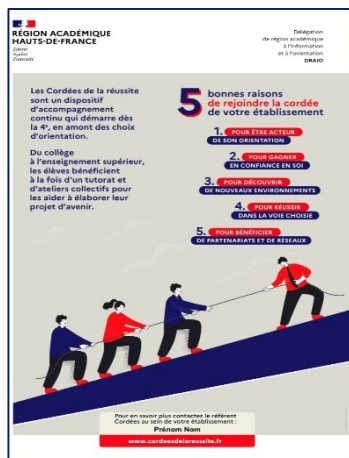 RÉGION ACADÉMIQUE
HAUTS-DE-FRANCE
Liberté
Égalité
Fraternité
Délégation
de région académique
à l'information
et à l'orientation
DRAIO
Les Cordées de la réussite
sont un dispositif
d'accompagnement
continu qui démarre dès
la 4e, en amont des choix
d'orientation.
Du collège
à l'enseignement supérieur,
les élèves bénéficient
à la fois d'un tutorat et
d'ateliers collectifs pour
les aider à élaborer leur
projet d'avenir.
5 bonnes raisons
de rejoindre la cordée
de votre établissement
1. POUR ÊTRE ACTEUR
DE SON ORIENTATION
2. POUR GAGNER
EN CONFIANCE EN SOI
3. POUR DÉCOUVRIR
DE NOUVEAUX ENVIRONNEMENTS
4. POUR RÉUSSIR
DANS LA VOIE CHOISIE
5. POUR BÉNÉFICIER
DE PARTENARIATS ET DE RÉSEAUX
Pour en savoir plus contactez le référent
Cordées au sein de votre établissement :
Prénom Nom
www.cordeesdelareussite.fr